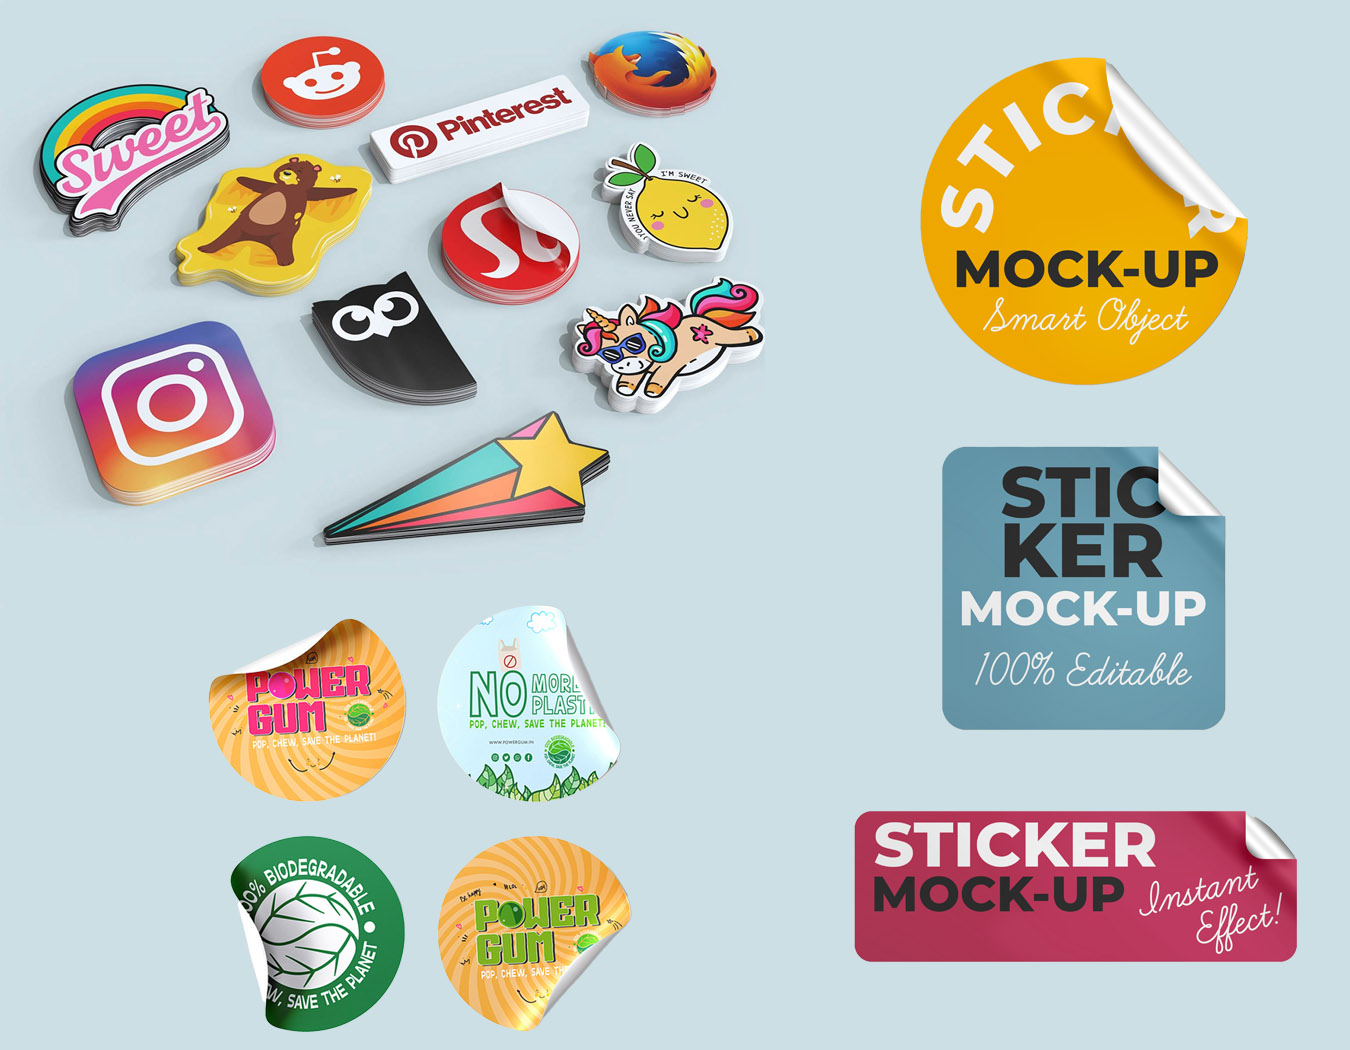 Sweet
Pinterest
YOU NEVER SAY
I'M SWEET
POWER
GUM
POP, CHEW, SAVE THE PLANET!
NO
MORE
PLASTI
POP, CHEW, SAVE THE PLANET!
WWW.POWERGUM.IN
00% BIODEGRADABLE
W, SAVE THE PLANET
POWER
GUM
POP, CHEW, SAVE TH
STIC
R
MOCK-UP
Smart Object
STIC
KER
MOCK-UP
100% Editable
STICKER
MOCK-UP
Instant
Effect!